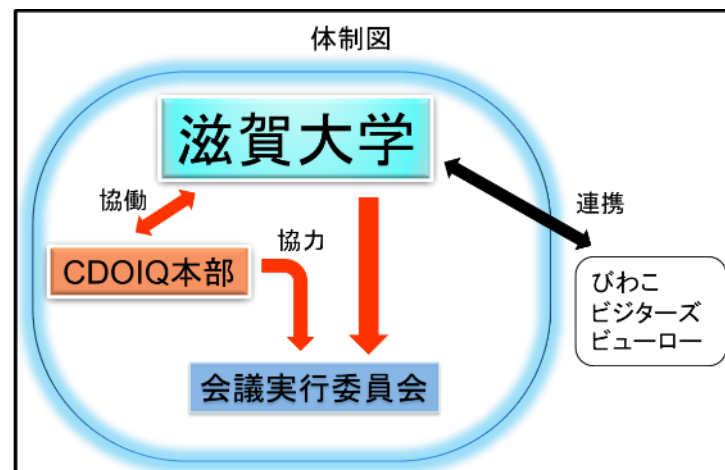 体制図
滋賀大学
協働
連携
協力
CDOIQ本部
びわこ
ビジターズ
ビューロー
会議実行委員会